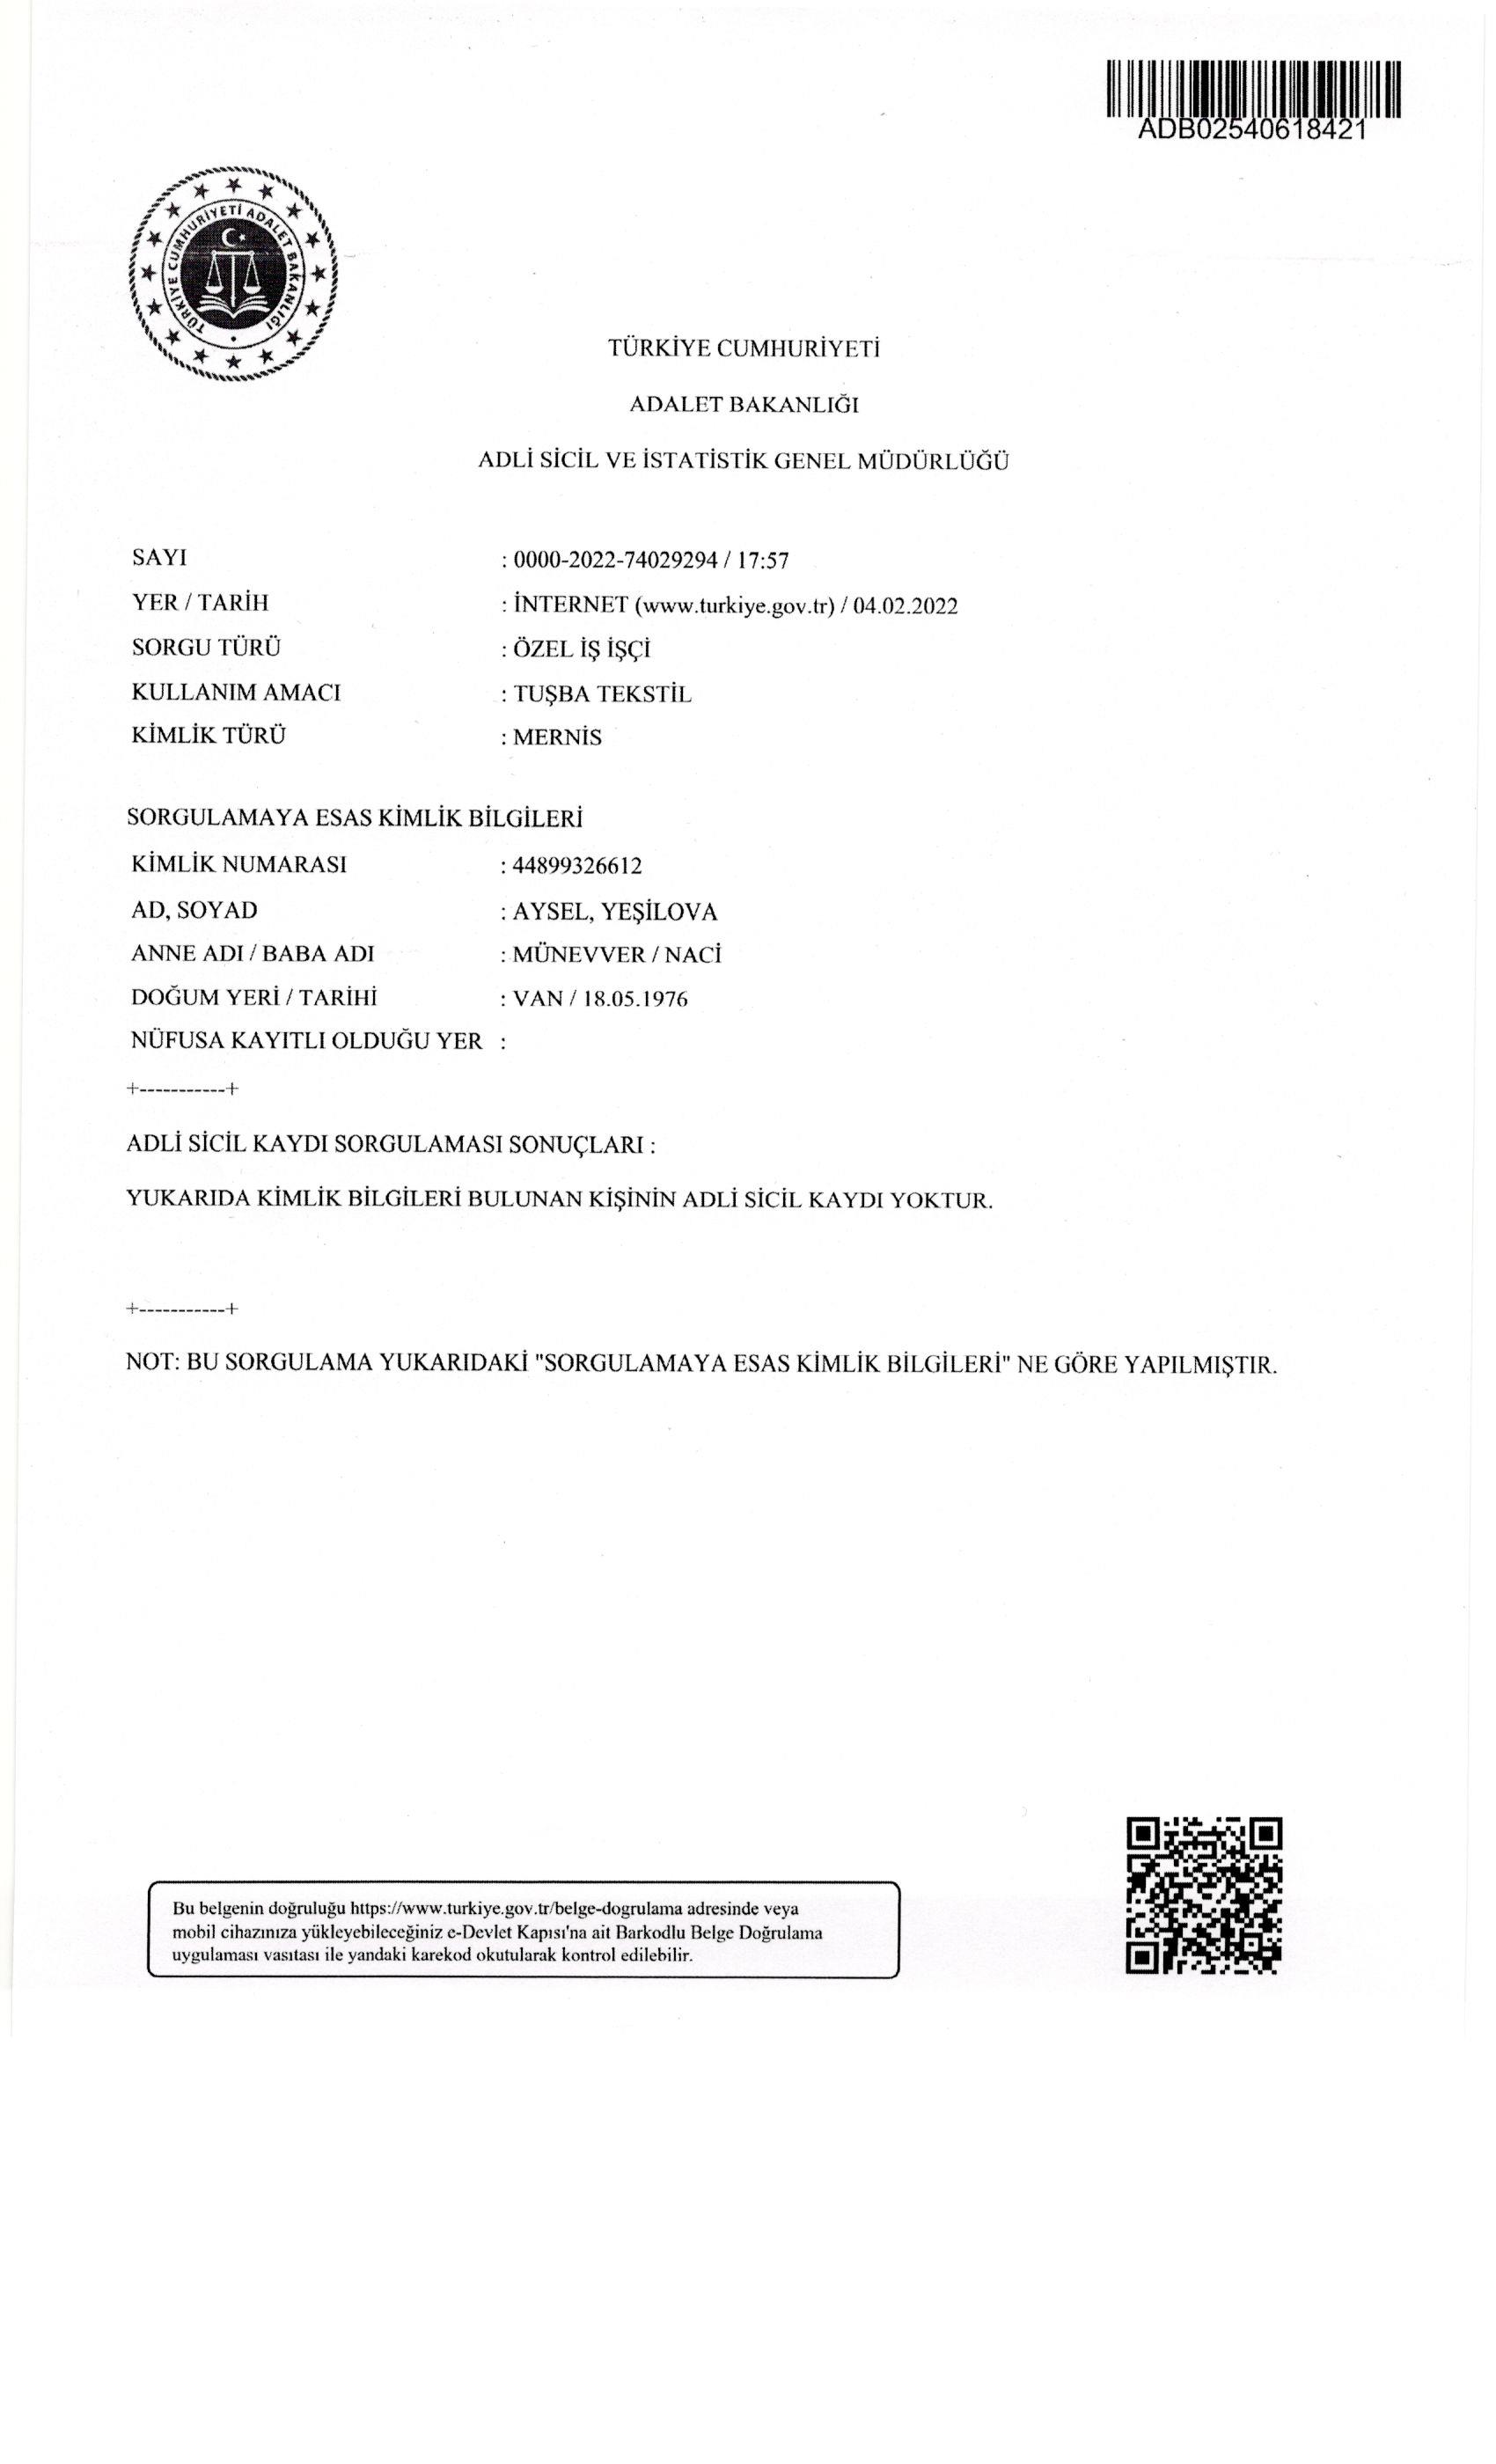 ADB02540618421
TÜRKİYE CUMHURİYETİ ADALET BAKANLIĞI
TÜRKİYE CUMHURİYETİ
ADALET BAKANLIĞI
ADLİ SİCİL VE İSTATİSTİK GENEL MÜDÜRLÜĞÜ
SAYI : 0000-2022-74029294 / 17:57
YER / TARİH : İNTERNET (www.turkiye.gov.tr) / 04.02.2022
SORGU TÜRÜ : ÖZEL İŞ İŞÇİ
KULLANIM AMACI : TUŞBA TEKSTİL
KİMLİK TÜRÜ : MERNİS
SORGULAMAYA ESAS KİMLİK BİLGİLERİ
KİMLİK NUMARASI : 44899326612
AD, SOYAD : AYSEL, YEŞİLOVA
ANNE ADI / BABA ADI : MÜNEVVER / NACİ
DOĞUM YERİ / TARİHİ : VAN / 18.05.1976
NÜFUSA KAYITLI OLDUĞU YER :
+-----------+
ADLİ SİCİL KAYDI SORGULAMASI SONUÇLARI :
YUKARIDA KİMLİK BİLGİLERİ BULUNAN KİŞİNİN ADLİ SİCİL KAYDI YOKTUR.
+-----------+
NOT: BU SORGULAMA YUKARIDAKİ "SORGULAMAYA ESAS KİMLİK BİLGİLERİ" NE GÖRE YAPILMIŞTIR.
Bu belgenin doğruluğu https://www.turkiye.gov.tr/belge-dogrulama adresinde veya
mobil cihazınıza yükleyebileceğiniz e-Devlet Kapısı'na ait Barkodlu Belge Doğrulama
uygulaması vasıtası ile yandaki karekod okutularak kontrol edilebilir.